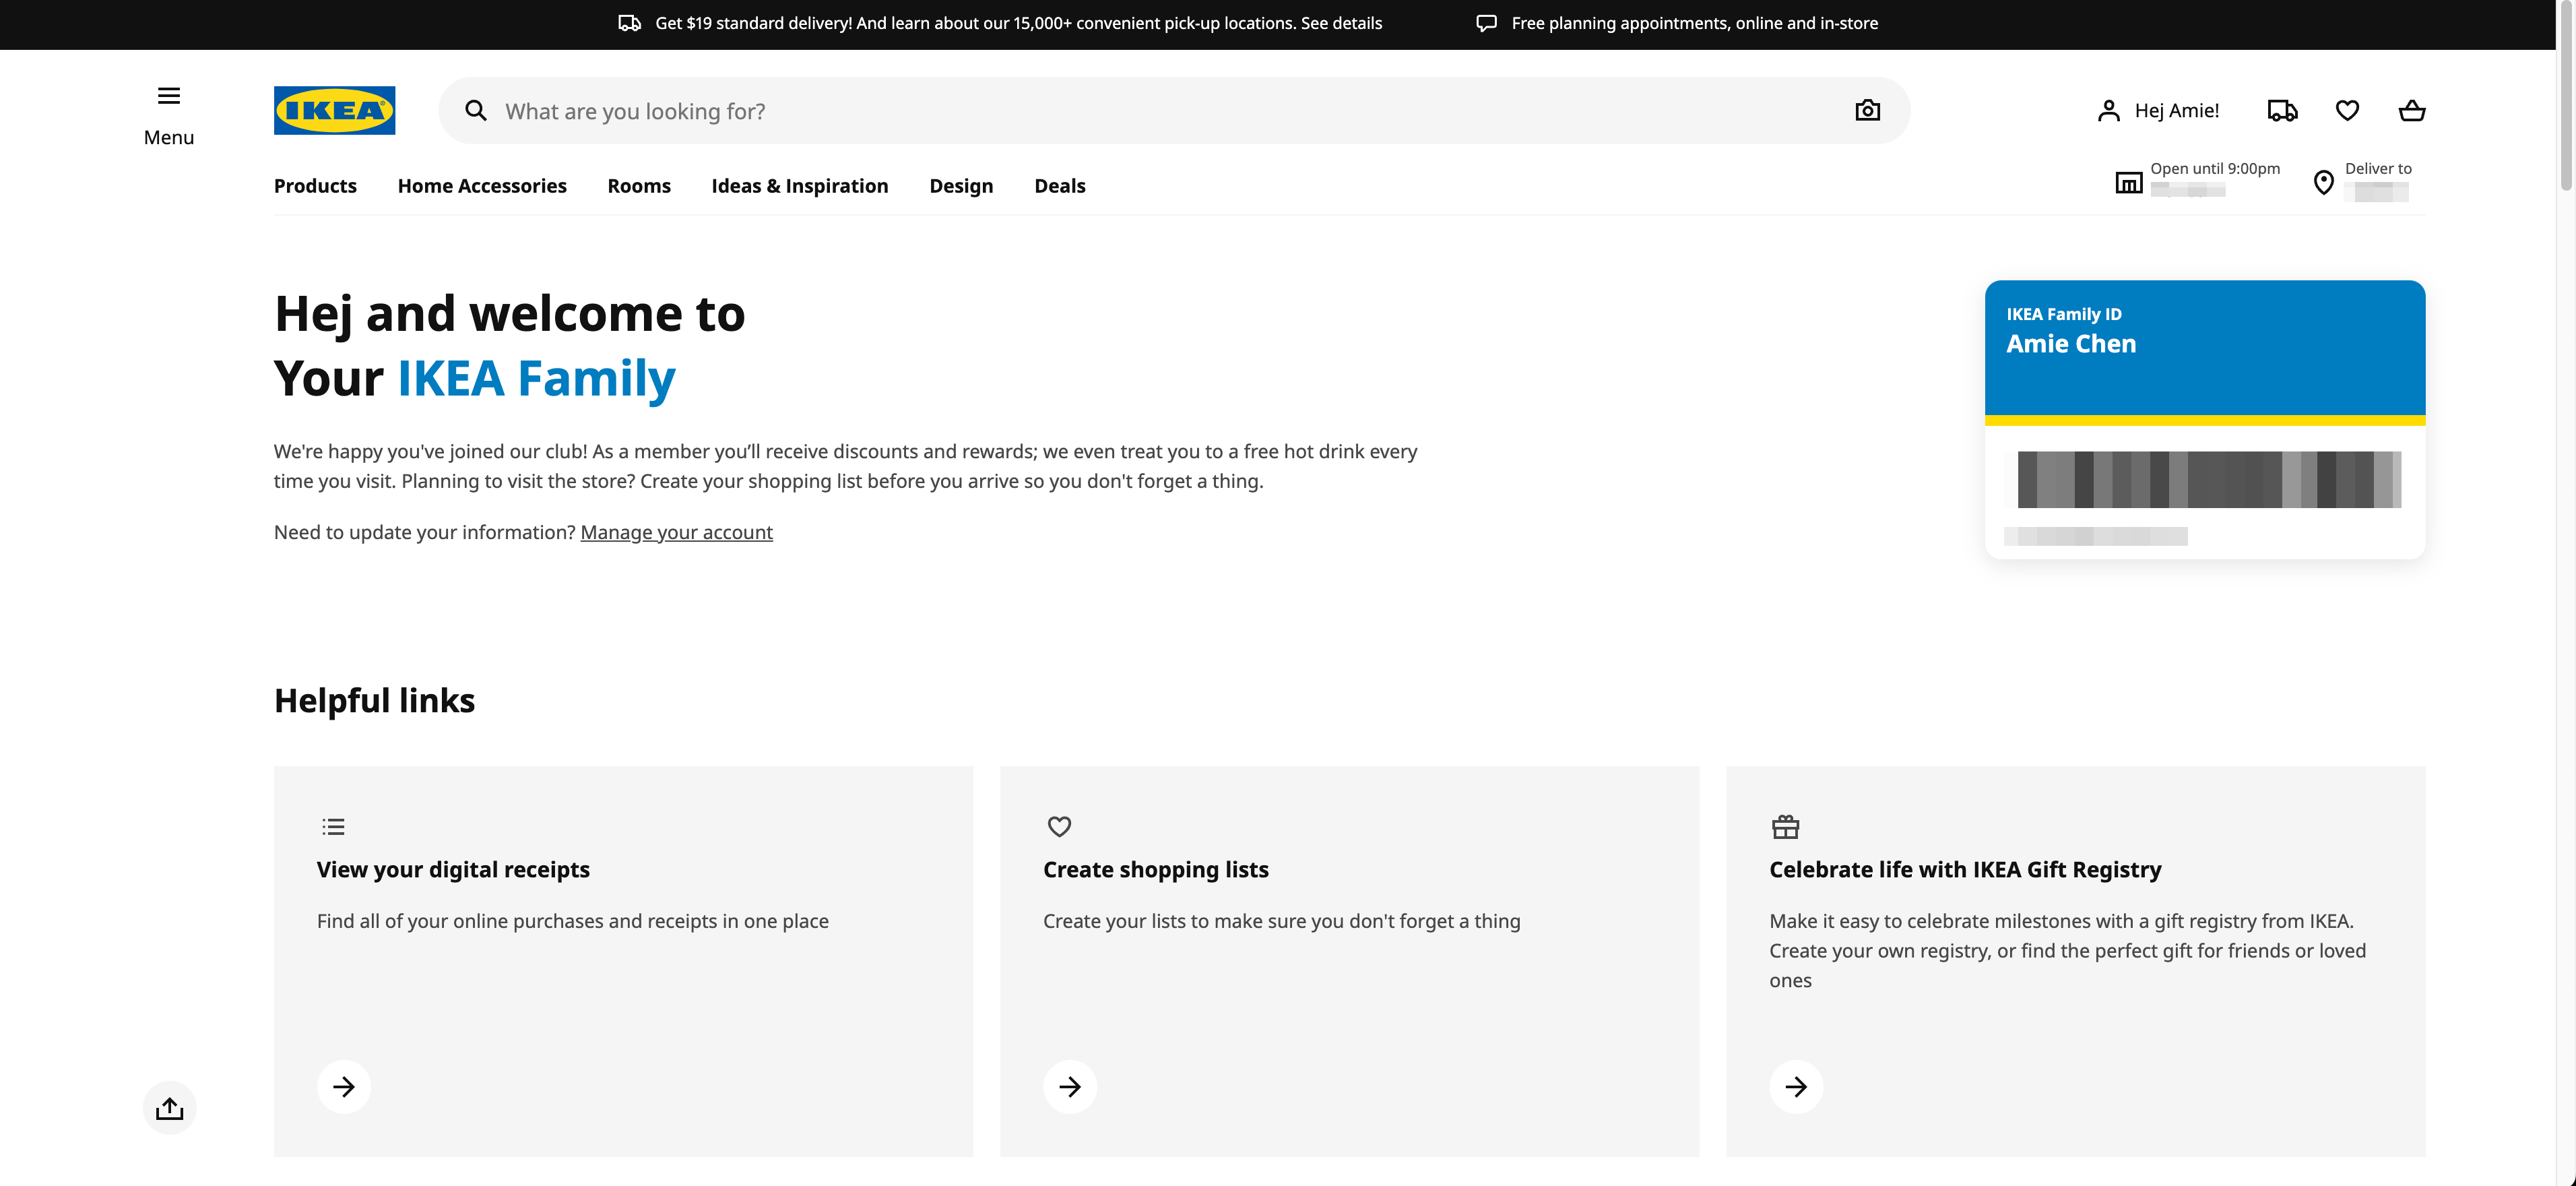 Get $19 standard delivery! And learn about our 15,000+ convenient pick-up locations. See details
Free planning appointments, online and in-store
Menu
IKEA
What are you looking for?
Hej Amie!
Products
Home Accessories
Rooms
Ideas & Inspiration
Design
Deals
Open until 9:00pm
Deliver to
Hej and welcome to
Your IKEA Family
We're happy you've joined our club! As a member you’ll receive discounts and rewards; we even treat you to a free hot drink every
time you visit. Planning to visit the store? Create your shopping list before you arrive so you don't forget a thing.
Need to update your information? Manage your account
IKEA Family ID
Amie Chen
Helpful links
View your digital receipts
Find all of your online purchases and receipts in one place
Create shopping lists
Create your lists to make sure you don't forget a thing
Celebrate life with IKEA Gift Registry
Make it easy to celebrate milestones with a gift registry from IKEA.
Create your own registry, or find the perfect gift for friends or loved
ones